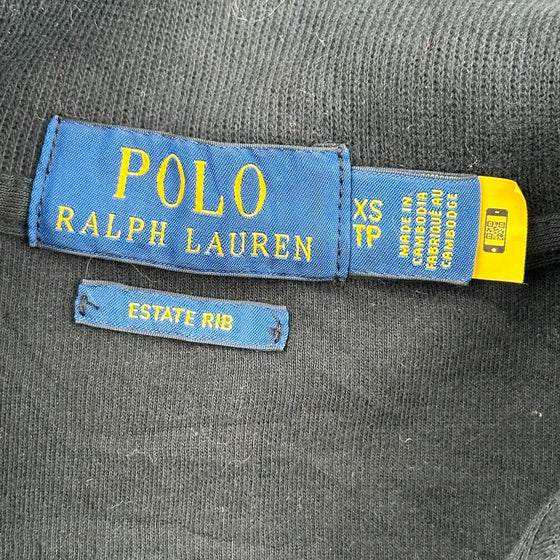 POLO
RALPH LAUREN
XS
TP
MADE IN
CAMBODIA
FABRIQUÉ AU
CAMBODGE
ESTATE RIB